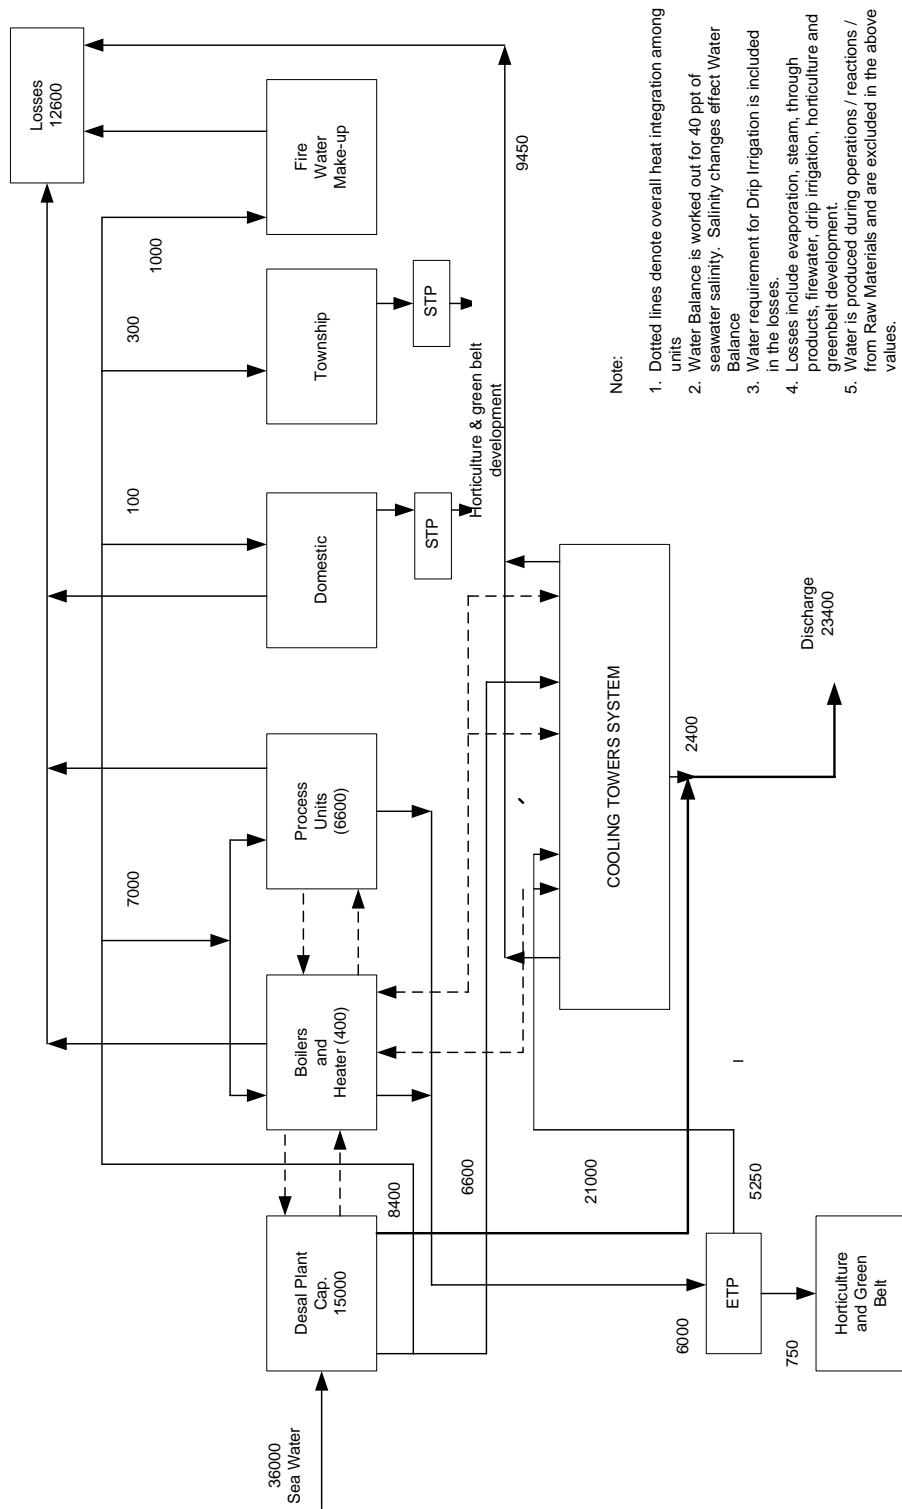 Losses
12600
Fire
Water
Make-up
1000
9450
300
Township
STP
100
Domestic
STP
Horticulture & green belt
development
7000
Process
Units
(6600)
Boilers
and
Heater (400)
COOLING TOWERS SYSTEM
2400
Discharge
23400
8400
6600
21000
5250
Desal Plant
Cap.
15000
36000
Sea Water
6000
ETP
750
Horticulture
and Green
Belt
Note:
1. Dotted lines denote overall heat integration among
units
2. Water Balance is worked out for 40 ppt of
seawater salinity. Salinity changes effect Water
Balance
3. Water requirement for Drip Irrigation is included
in the losses.
4. Losses include evaporation, steam, through
products, firewater, drip irrigation, horticulture and
greenbelt development.
5. Water is produced during operations / reactions /
from Raw Materials and are excluded in the above
values.